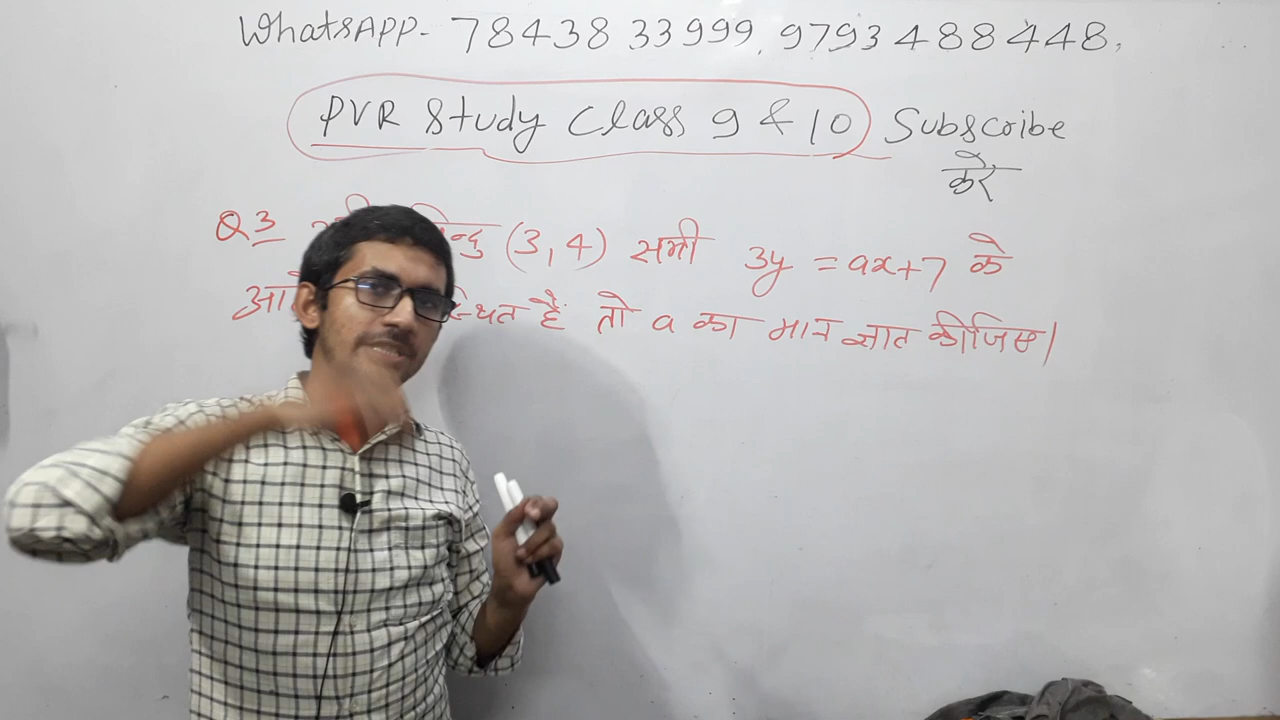 WhatsAPP- 78438 33999, 9793488448,
PVR Study Class 9 & 10 Subscribe
करें
Q3 (3,4) समी 3y = ax+7 के
है तो a का मान ज्ञात कीजिए।